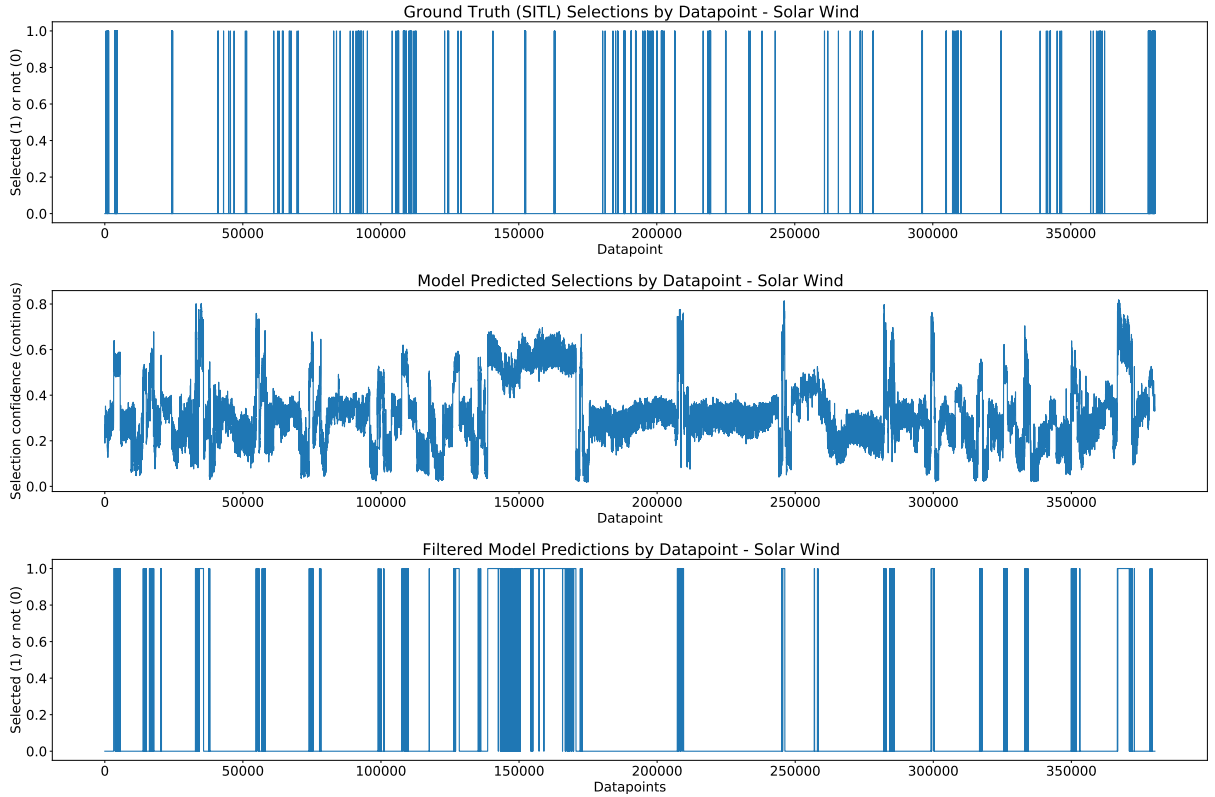 Ground Truth (SITL) Selections by Datapoint - Solar Wind
Selected (1) or not (0)
1.0
0.8
0.6
0.4
0.2
0.0
0 50000 100000 150000 200000 250000 300000 350000
Datapoint
Model Predicted Selections by Datapoint - Solar Wind
Selection confidence (continous)
0.8
0.6
0.4
0.2
0.0
0 50000 100000 150000 200000 250000 300000 350000
Datapoint
Filtered Model Predictions by Datapoint - Solar Wind
Selected (1) or not (0)
1.0
0.8
0.6
0.4
0.2
0.0
0 50000 100000 150000 200000 250000 300000 350000
Datapoints